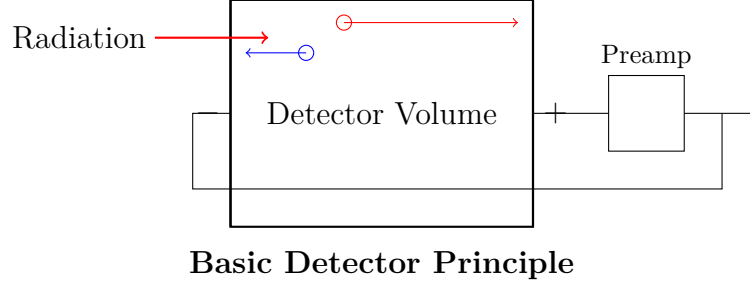 Radiation
Preamp
− Detector Volume +
Basic Detector Principle